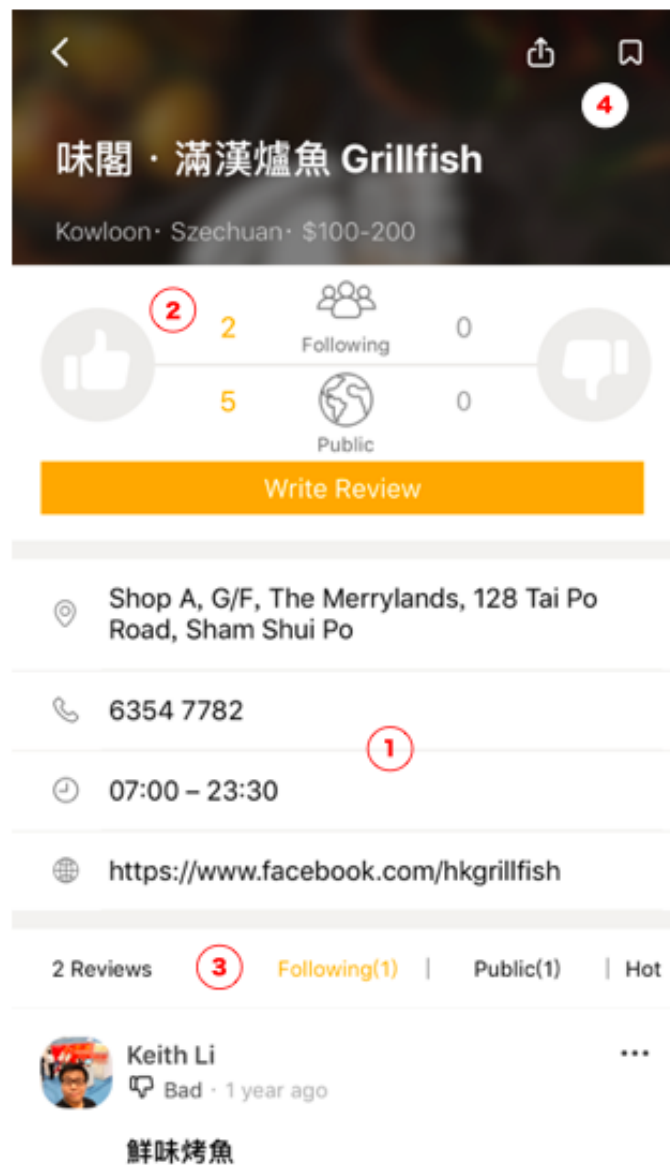 4
味閣 · 滿漢爐魚 Grillfish
Kowloon· Szechuan· $100-200
2
2 Following 0
5 Public 0
Write Review
Shop A, G/F, The Merrylands, 128 Tai Po
Road, Sham Shui Po
6354 7782
1
07:00 – 23:30
https://www.facebook.com/hkgrillfish
2 Reviews 3 Following(1) | Public(1) | Hot
Keith Li
Bad · 1 year ago
鮮味烤魚